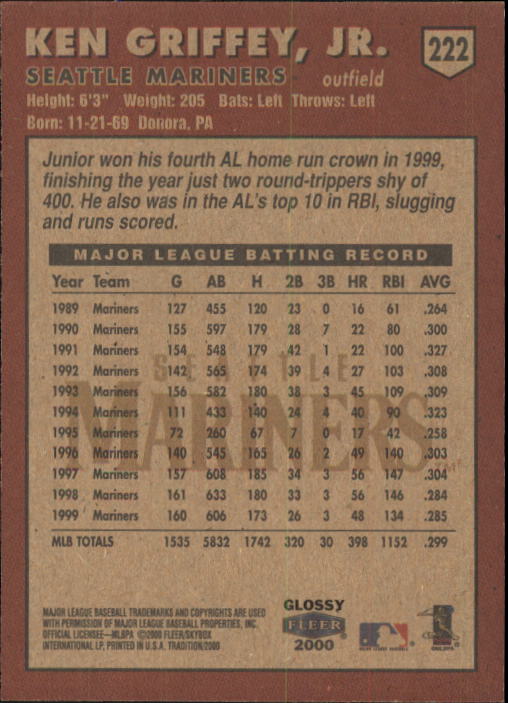 KEN GRIFFEY, JR.
222
SEATTLE MARINERS outfield
Height: 6'3" Weight: 205 Bats: Left Throws: Left
Born: 11-21-69 Donora, PA
Junior won his fourth AL home run crown in 1999,
finishing the year just two round-trippers shy of
400. He also was in the AL's top 10 in RBI, slugging
and runs scored.
MAJOR LEAGUE BATTING RECORD
Year Team G AB H 2B 3B HR RBI AVG
1989 Mariners 127 455 120 23 0 16 61 .264
1990 Mariners 155 597 179 28 7 22 80 .300
1991 Mariners 154 548 179 42 1 22 100 .327
1992 Mariners 142 565 174 39 4 27 103 .308
1993 Mariners 156 582 180 38 3 45 109 .309
1994 Mariners 111 433 140 24 4 40 90 .323
1995 Mariners 72 260 67 7 0 17 42 .258
1996 Mariners 140 545 165 26 2 49 140 .303
1997 Mariners 157 608 185 34 3 56 147 .304
1998 Mariners 161 633 180 33 3 56 146 .284
1999 Mariners 160 606 173 26 3 48 134 .285
MLB TOTALS 1535 5832 1742 320 30 398 1152 .299
SEATTLE
MARINERS
MAJOR LEAGUE BASEBALL TRADEMARKS AND COPYRIGHTS ARE USED
WITH PERMISSION OF MAJOR LEAGUE BASEBALL PROPERTIES, INC.
OFFICIAL LICENSEE—MLBPA ©2000 FLEER/SKYBOX
INTERNATIONAL LP, PRINTED IN U.S.A. TRADITION/2000
GLOSSY
FLEER
2000